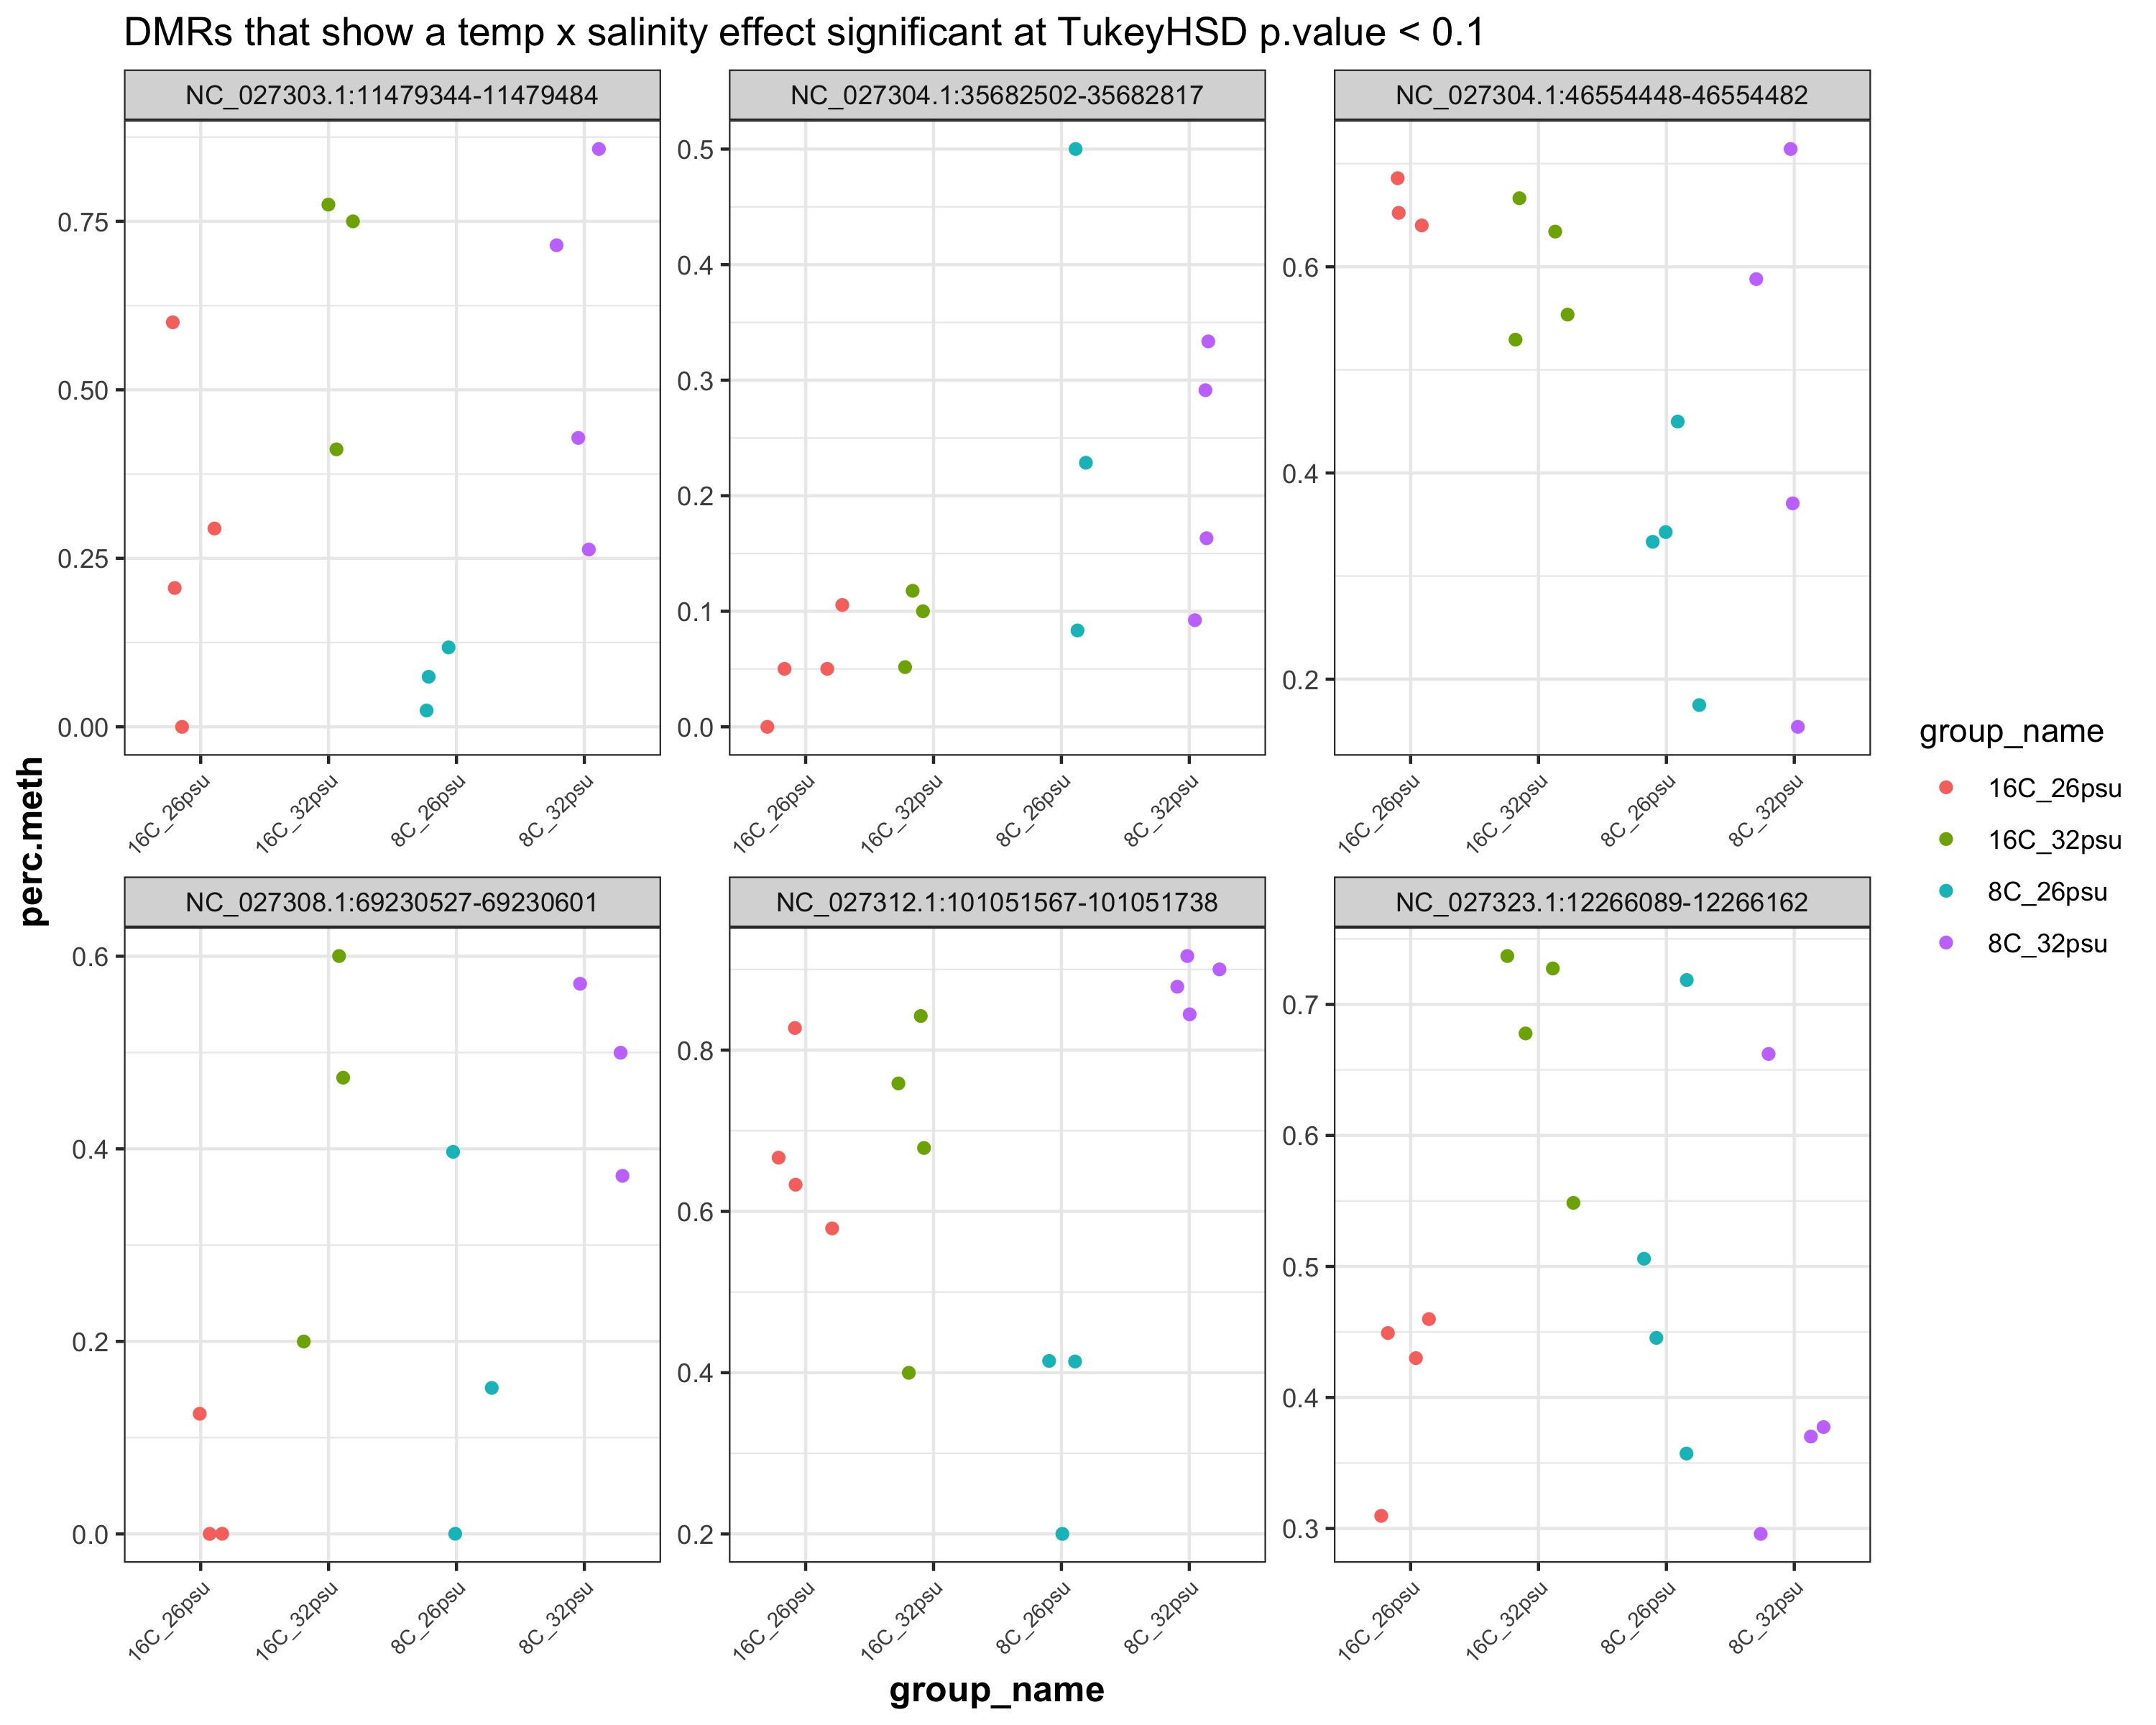 DMRs that show a temp x salinity effect significant at TukeyHSD p.value < 0.1
NC_027303.1:11479344-11479484
NC_027304.1:35682502-35682817
NC_027304.1:46554448-46554482
0.75
0.50
0.25
0.00
0.5
0.4
0.3
0.2
0.1
0.0
0.6
0.4
0.2
16C_26psu
16C_32psu
8C_26psu
8C_32psu
16C_26psu
16C_32psu
8C_26psu
8C_32psu
16C_26psu
16C_32psu
8C_26psu
8C_32psu
perc.meth
NC_027308.1:69230527-69230601
NC_027312.1:101051567-101051738
NC_027323.1:12266089-12266162
0.6
0.4
0.2
0.0
0.8
0.6
0.4
0.2
0.7
0.6
0.5
0.4
0.3
16C_26psu
16C_32psu
8C_26psu
8C_32psu
16C_26psu
16C_32psu
8C_26psu
8C_32psu
16C_26psu
16C_32psu
8C_26psu
8C_32psu
group_name
group_name
16C_26psu
16C_32psu
8C_26psu
8C_32psu